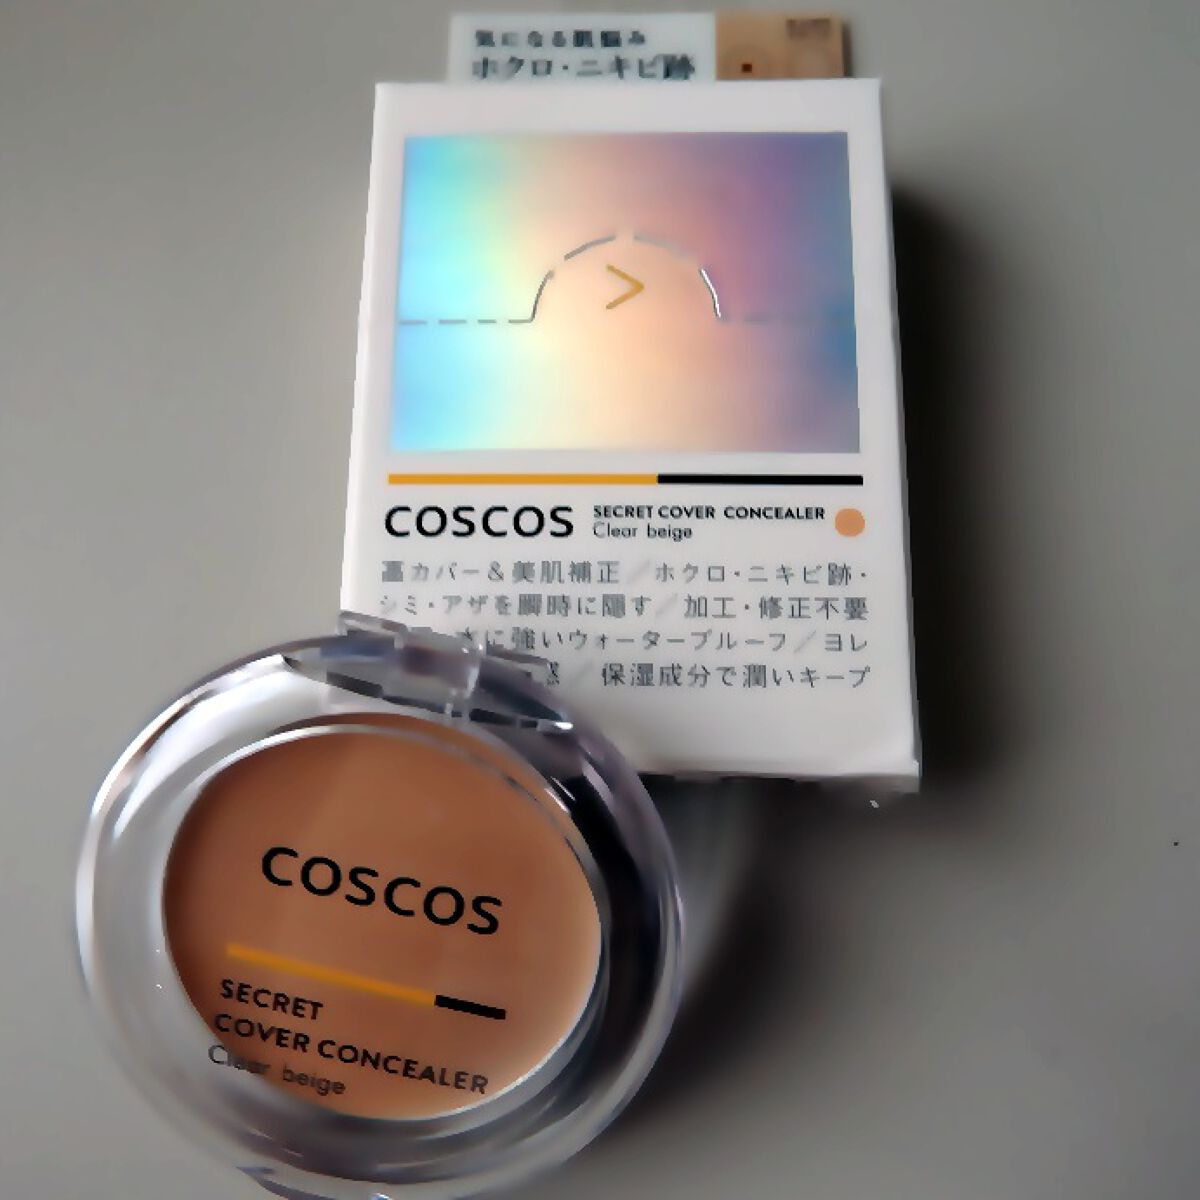 気になる肌悩み
ホクロ・ニキビ跡
COSCOS
SECRET COVER CONCEALER
Clear beige
高カバー&美肌補正／ホクロ・ニキビ跡・
シミ・アザを瞬時に隠す／加工・修正不要
水に強いウォータープルーフ／ヨレ
感／保湿成分で潤いキープ
COSCOS
SECRET
COVER CONCEALER
Clear beige